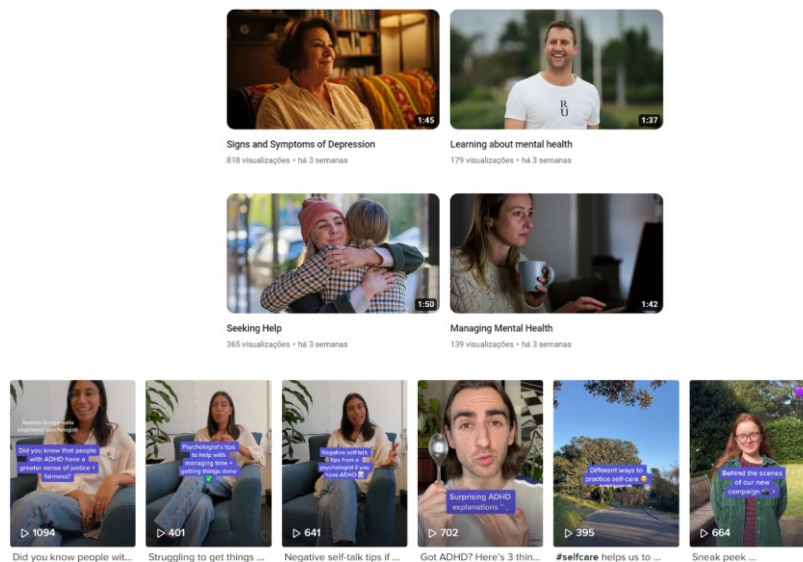 1:45
1:37
R
U
Signs and Symptoms of Depression
Learning about mental health
818 visualizações • há 3 semanas
179 visualizações • há 3 semanas
1:50
1:42
Seeking Help
Managing Mental Health
365 visualizações • há 3 semanas
139 visualizações • há 3 semanas
(registered psychologist)
Did you know that people
with ADHD have a
greater sense of justice +
fairness?
1094
Did you know people wit...
Psychologist's tips
to help with
managing time +
getting things done
401
Struggling to get things ...
Negative self-talk
tips from a
psychologist if you
have ADHD
641
Negative self-talk tips if ...
Surprising ADHD
explanations
702
Got ADHD? Here's 3 thin...
Different ways to
practice self-care
395
#selfcare helps us to ...
Behind the scenes
of our new
campaign
664
Sneak peek ...